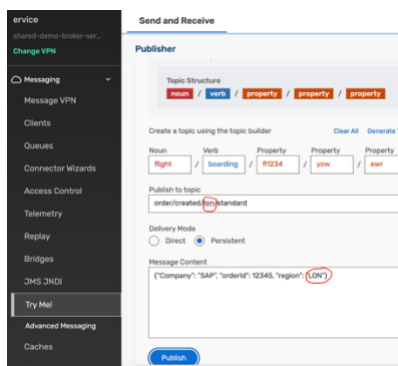 ervice
shared-demo-broker-ser...
Change VPN
Messaging
Message VPN
Clients
Queues
Connector Wizards
Access Control
Telemetry
Replay
Bridges
JMS JNDI
Try Me!
Advanced Messaging
Caches
Send and Receive
Publisher
Topic Structure
noun / verb / property / property / property
Create a topic using the topic builder Clear All Generate
Noun Verb Property Property Property
flight / boarding / fl1234 / yow / ewr
Publish to topic
order/created/lon/standard
Delivery Mode
Direct Persistent
Message Content
{"Company": "SAP", "orderId": 12345, "region": "LON"}
Publish